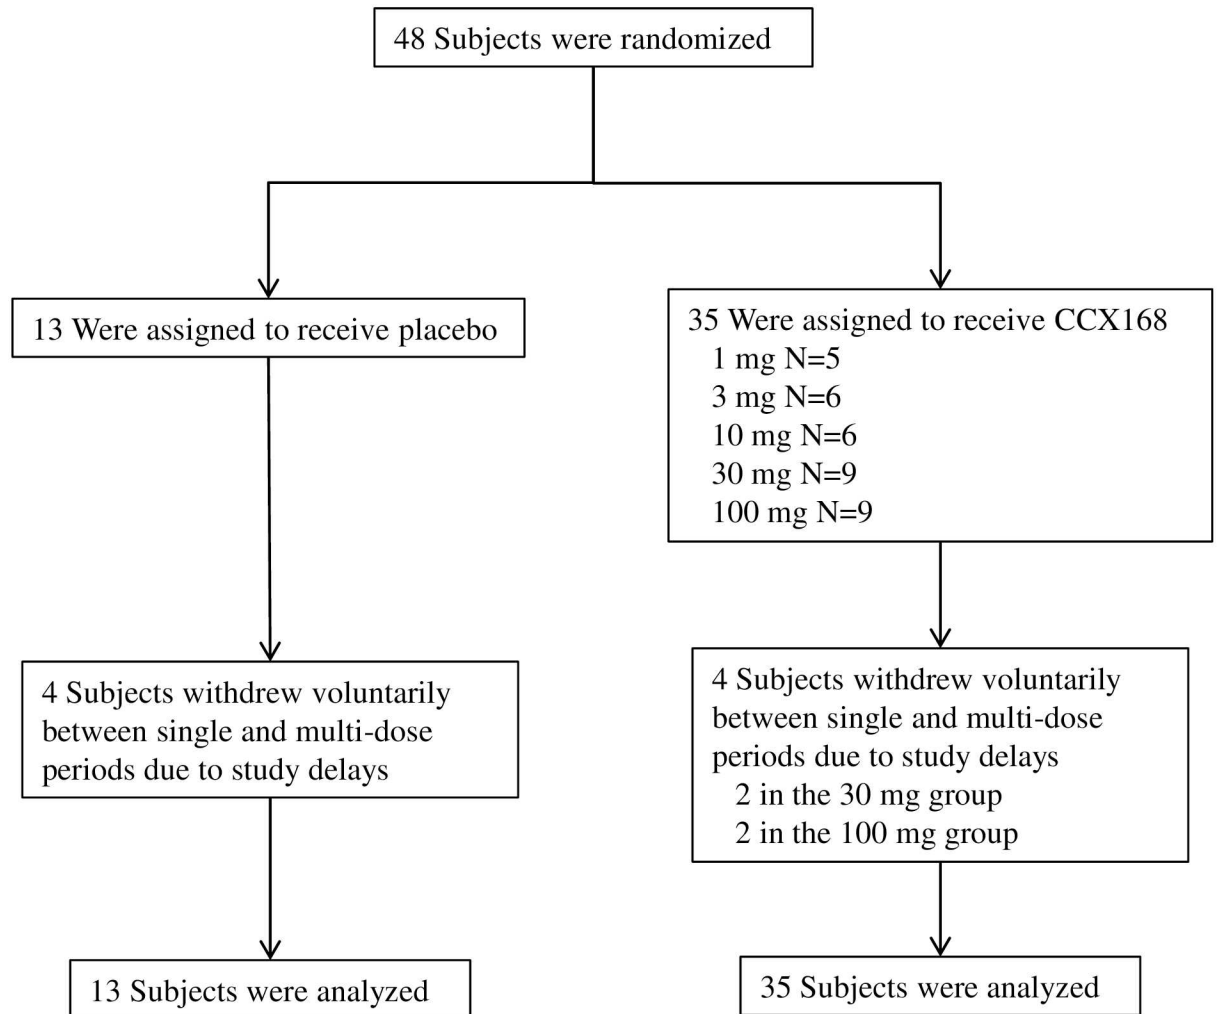 48 Subjects were randomized
13 Were assigned to receive placebo
35 Were assigned to receive CCX168
1 mg N=5
3 mg N=6
10 mg N=6
30 mg N=9
100 mg N=9
4 Subjects withdrew voluntarily
between single and multi-dose
periods due to study delays
4 Subjects withdrew voluntarily
between single and multi-dose
periods due to study delays
2 in the 30 mg group
2 in the 100 mg group
13 Subjects were analyzed
35 Subjects were analyzed